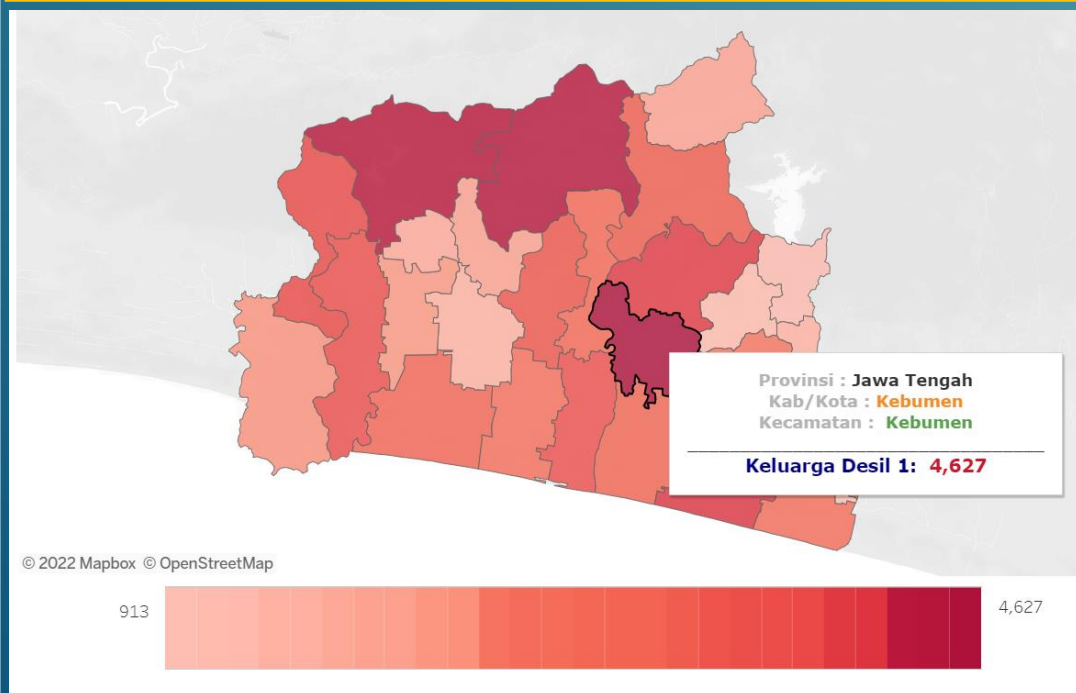 Provinsi : Jawa Tengah
Kab/Kota : Kebumen
Kecamatan : Kebumen
Keluarga Desil 1: 4,627
© 2022 Mapbox © OpenStreetMap
913
4,627